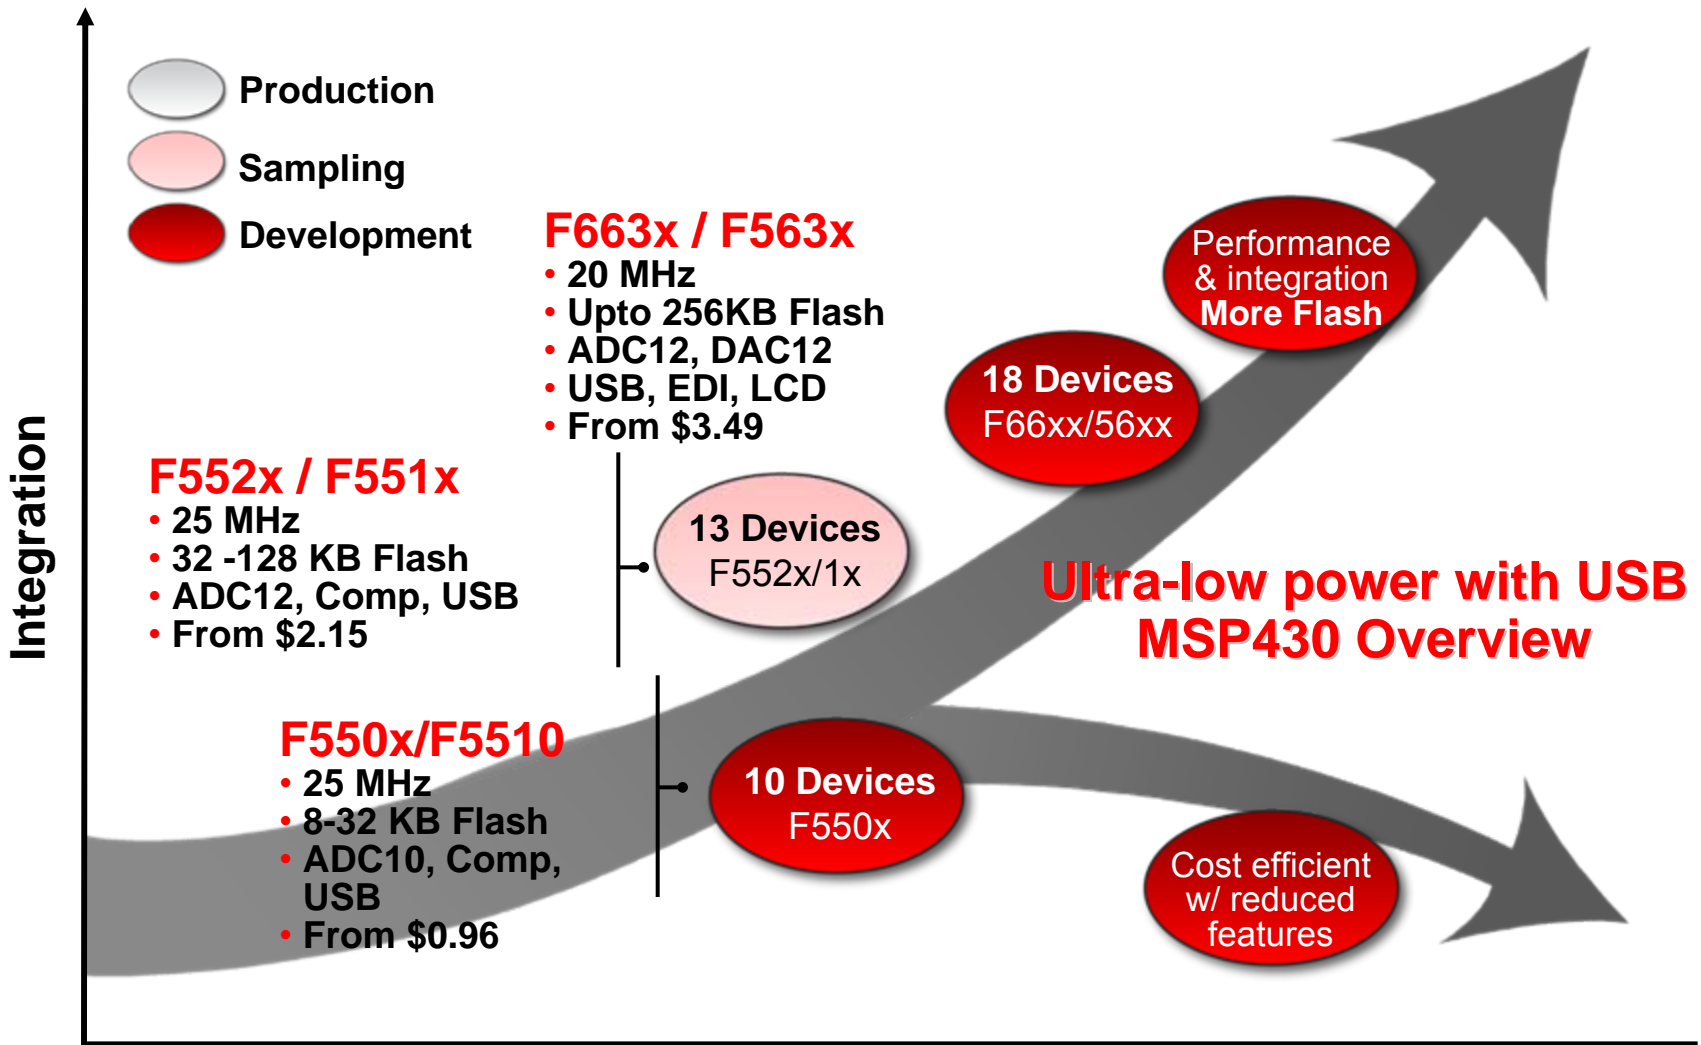 Integration
Production
Sampling
Development
F663x / F563x
• 20 MHz
• Upto 256KB Flash
• ADC12, DAC12
• USB, EDI, LCD
• From $3.49
F552x / F551x
• 25 MHz
• 32 -128 KB Flash
• ADC12, Comp, USB
• From $2.15
F550x/F5510
• 25 MHz
• 8-32 KB Flash
• ADC10, Comp,
USB
• From $0.96
Performance
& integration
More Flash
18 Devices
F66xx/56xx
13 Devices
F552x/1x
Ultra-low power with USB
MSP430 Overview
10 Devices
F550x
Cost efficient
w/ reduced
features